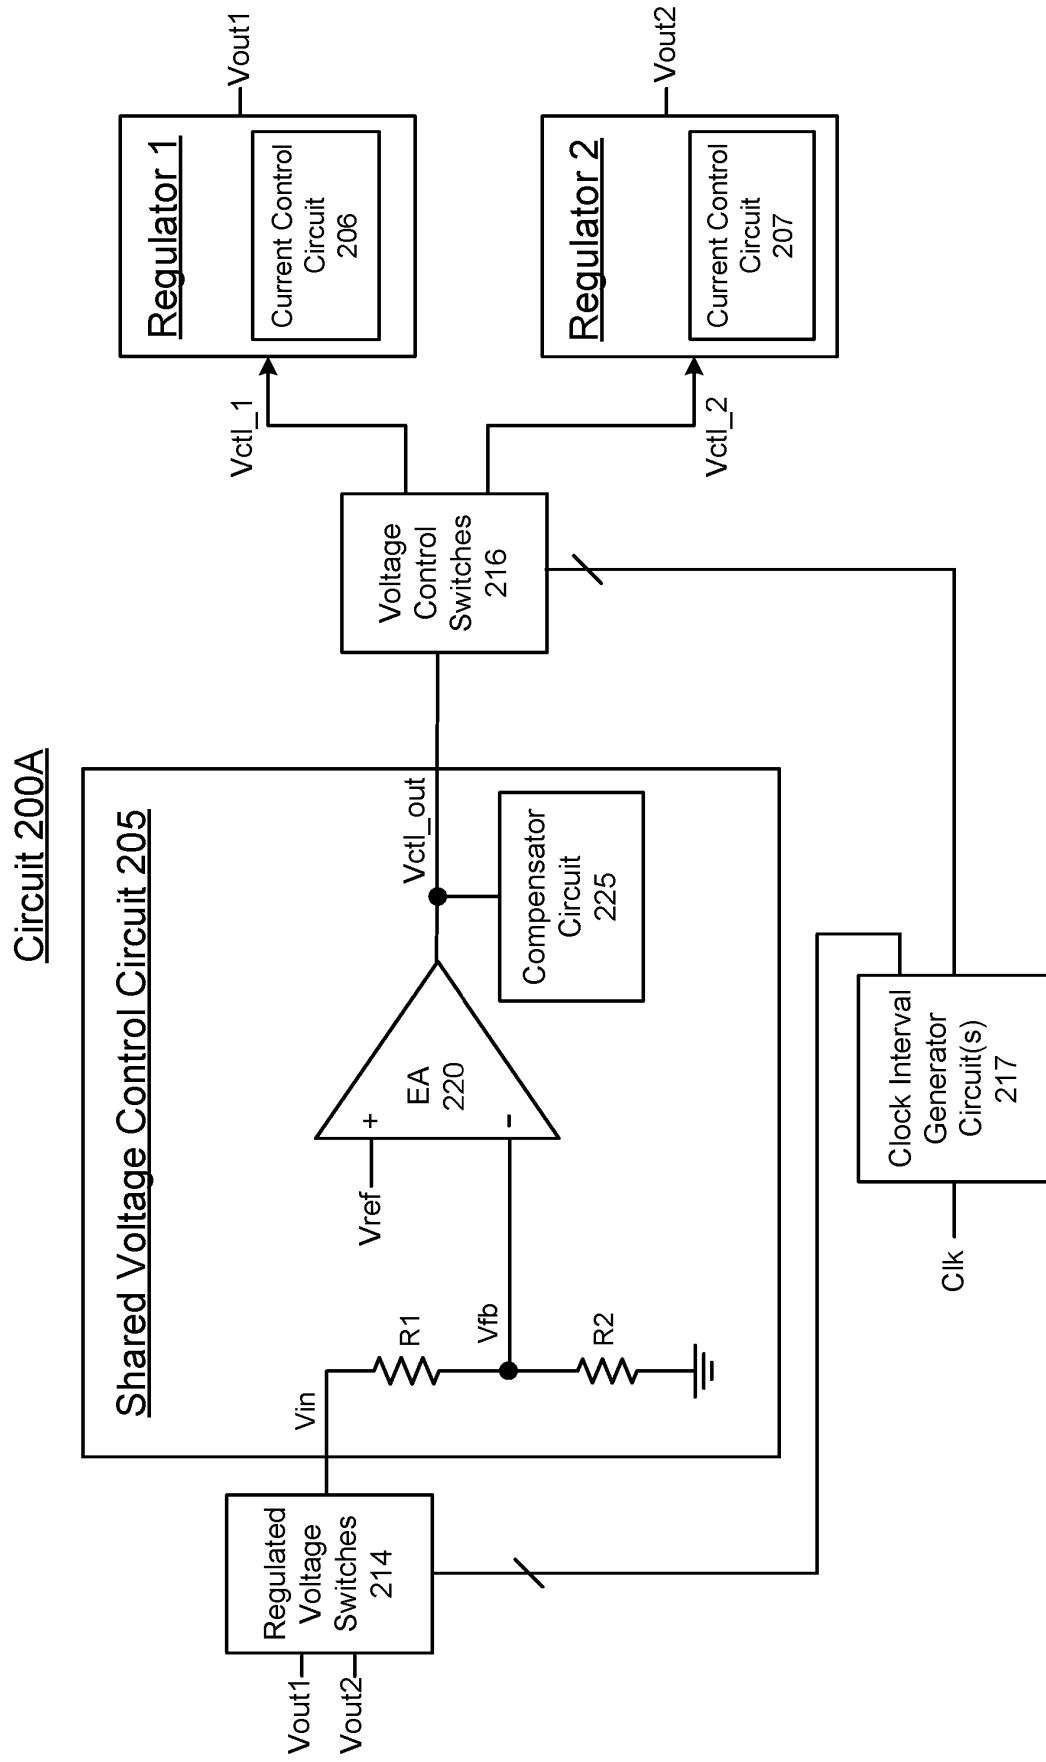 Circuit 200A
Shared Voltage Control Circuit 205
Vout1
Vout2
Regulated
Voltage
Switches
214
Vin
R1
Vfb
R2
Vref
+
-
EA
220
Vctl_out
Compensator
Circuit
225
Voltage
Control
Switches
216
Vctl_1
Vctl_2
Regulator 1
Current Control
Circuit
206
Vout1
Regulator 2
Current Control
Circuit
207
Vout2
Clk
Clock Interval
Generator
Circuit(s)
217